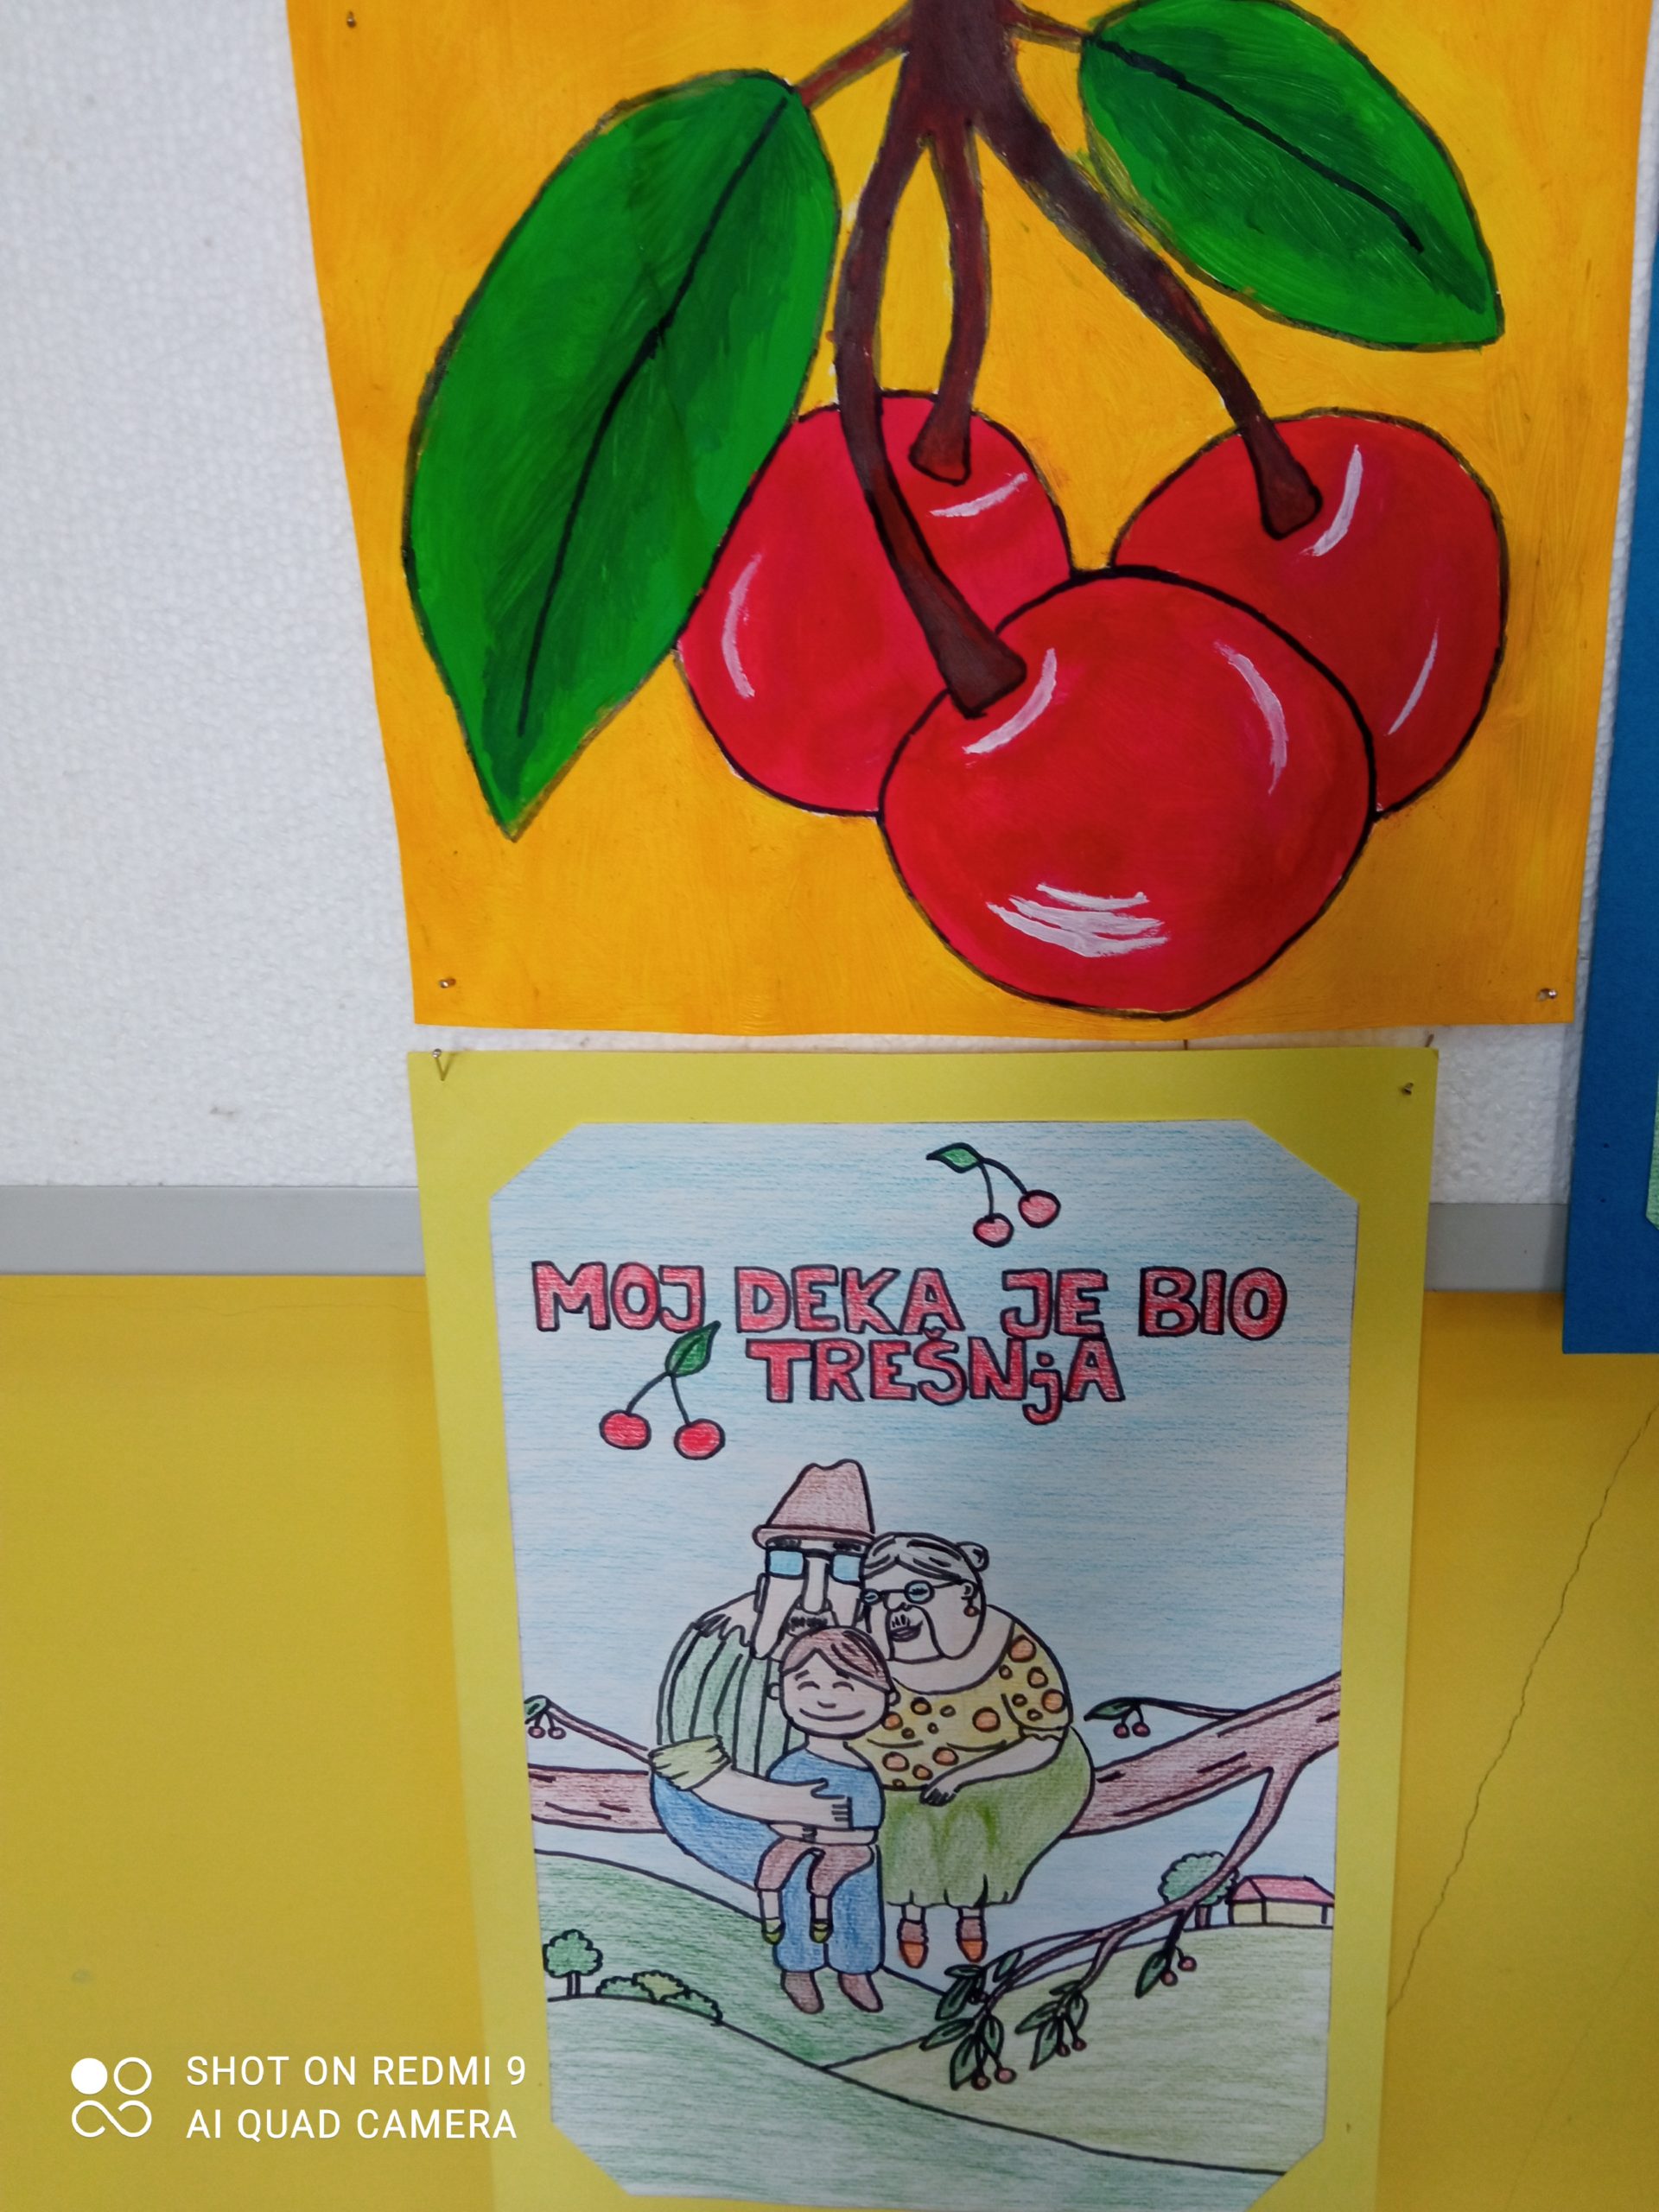 MOJ DEKA JE BIO
TREŠNjA
SHOT ON REDMI 9
AI QUAD CAMERA